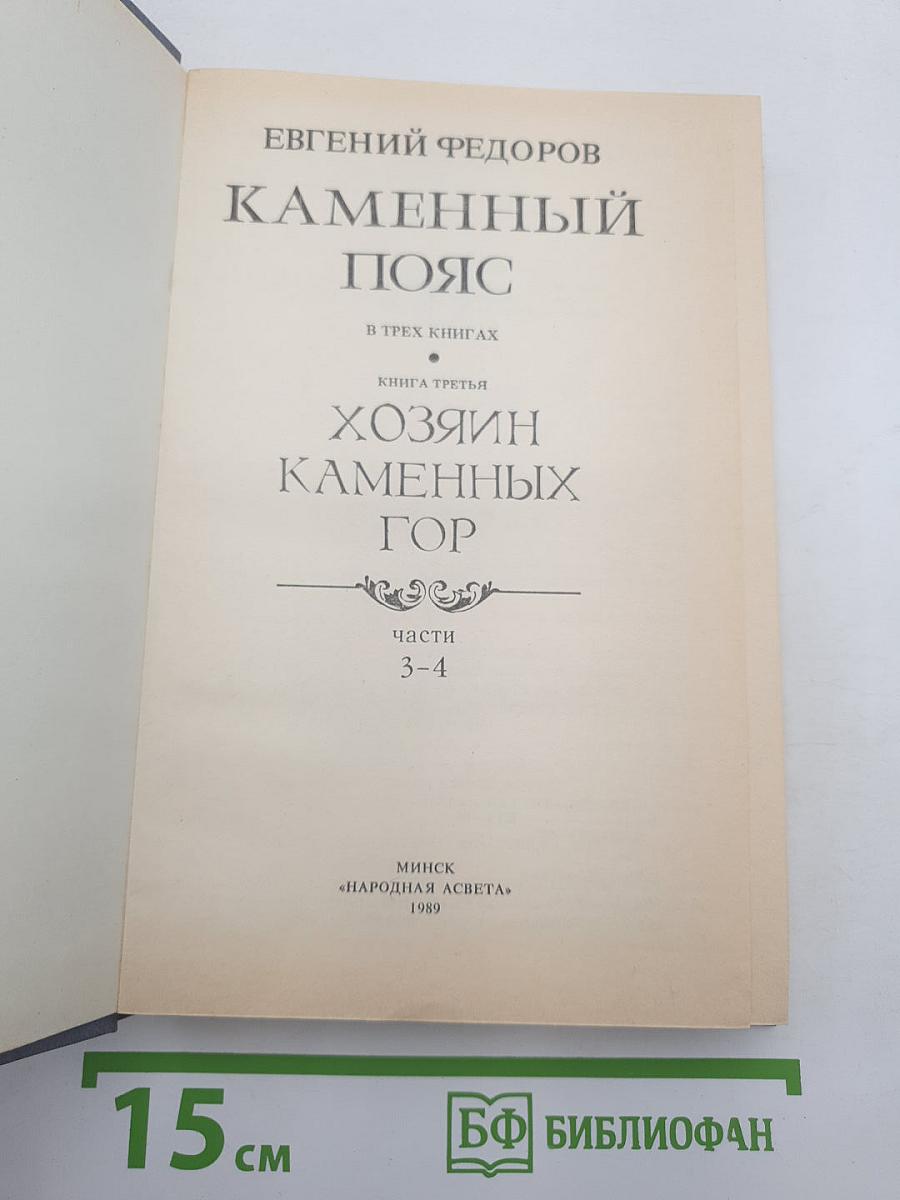 ЕВГЕНИЙ ФЕДОРОВ
КАМЕННЫЙ
ПОЯС
В ТРЕХ КНИГАХ
КНИГА ТРЕТЬЯ
ХОЗЯИН
КАМЕННЫХ
ГОР
части
3–4
МИНСК
«НАРОДНАЯ АСВЕТА»
1989
15 см
БФ БИБЛИОФАН